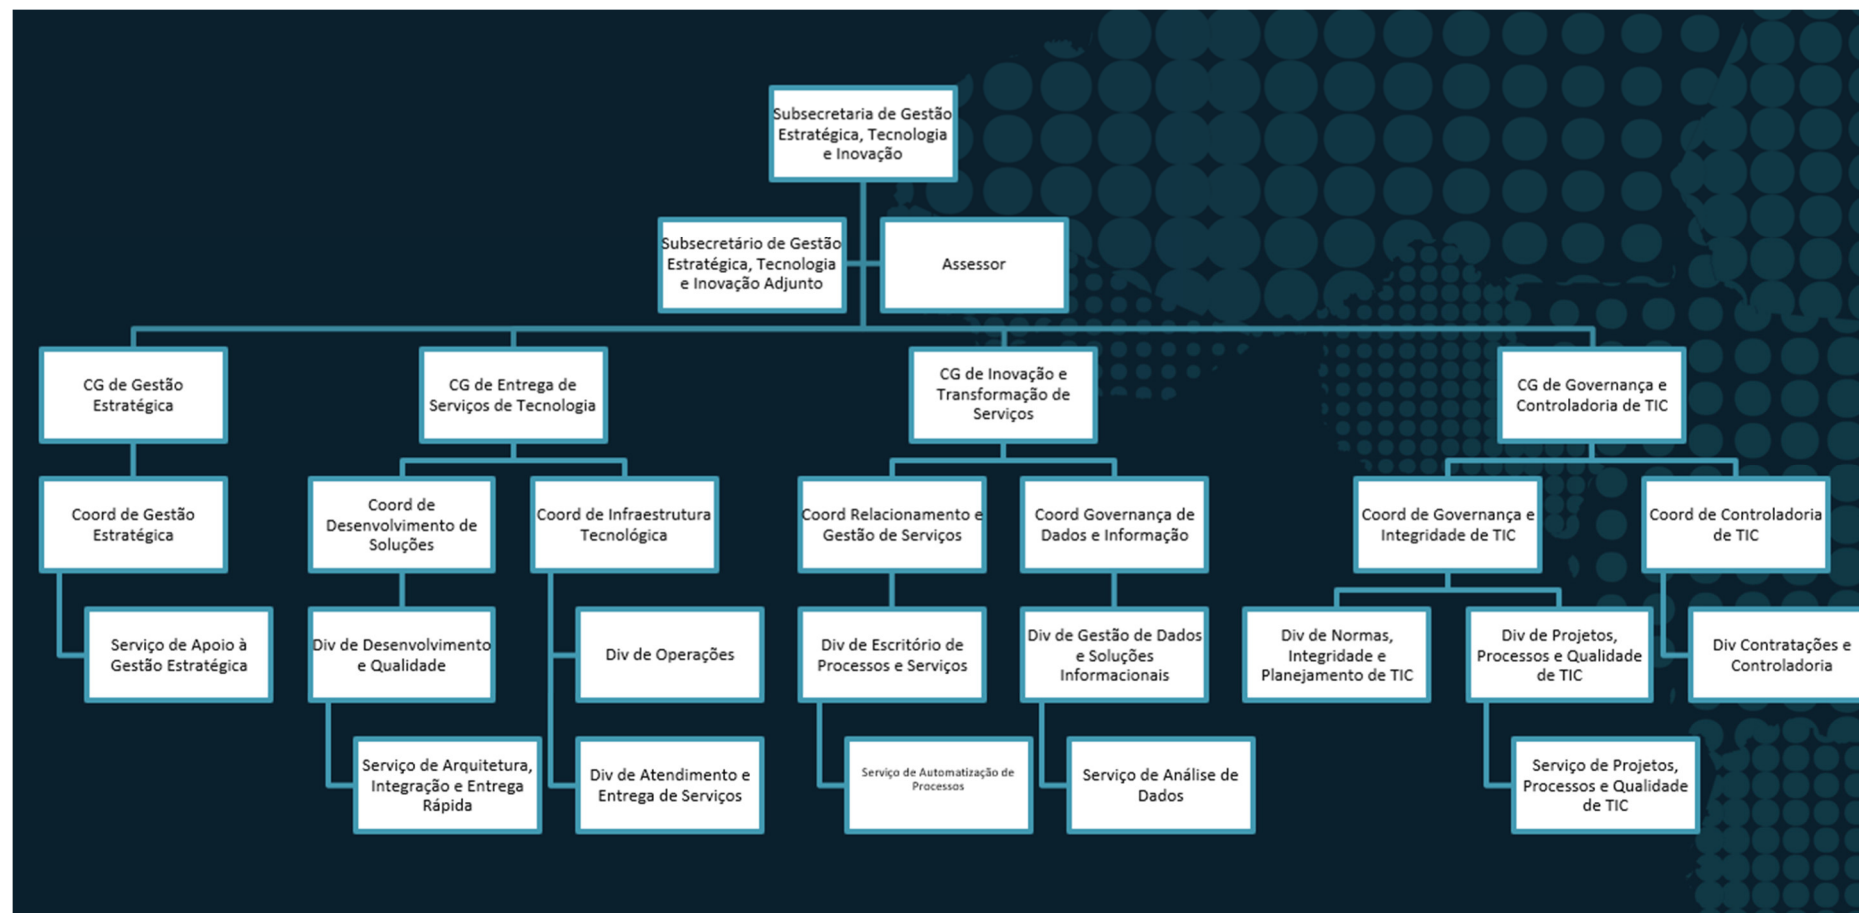 Subsecretaria de Gestão
Estratégica, Tecnologia
e Inovação
Subsecretário de Gestão
Estratégica, Tecnologia
e Inovação Adjunto
Assessor
CG de Gestão
Estratégica
CG de Entrega de
Serviços de Tecnologia
CG de Inovação e
Transformação de
Serviços
CG de Governança e
Controladoria de TIC
Coord de Gestão
Estratégica
Coord de
Desenvolvimento de
Soluções
Coord de Infraestrutura
Tecnológica
Coord Relacionamento e
Gestão de Serviços
Coord Governança de
Dados e Informação
Coord de Governança e
Integridade de TIC
Coord de Controladoria
de TIC
Serviço de Apoio à
Gestão Estratégica
Div de Desenvolvimento
e Qualidade
Div de Operações
Div de Escritório de
Processos e Serviços
Div de Gestão de Dados
e Soluções
Informacionais
Div de Normas,
Integridade e
Planejamento de TIC
Div de Projetos,
Processos e Qualidade
de TIC
Div Contratações e
Controladoria
Serviço de Arquitetura,
Integração e Entrega
Rápida
Div de Atendimento e
Entrega de Serviços
Serviço de Automatização de
Processos
Serviço de Análise de
Dados
Serviço de Projetos,
Processos e Qualidade
de TIC